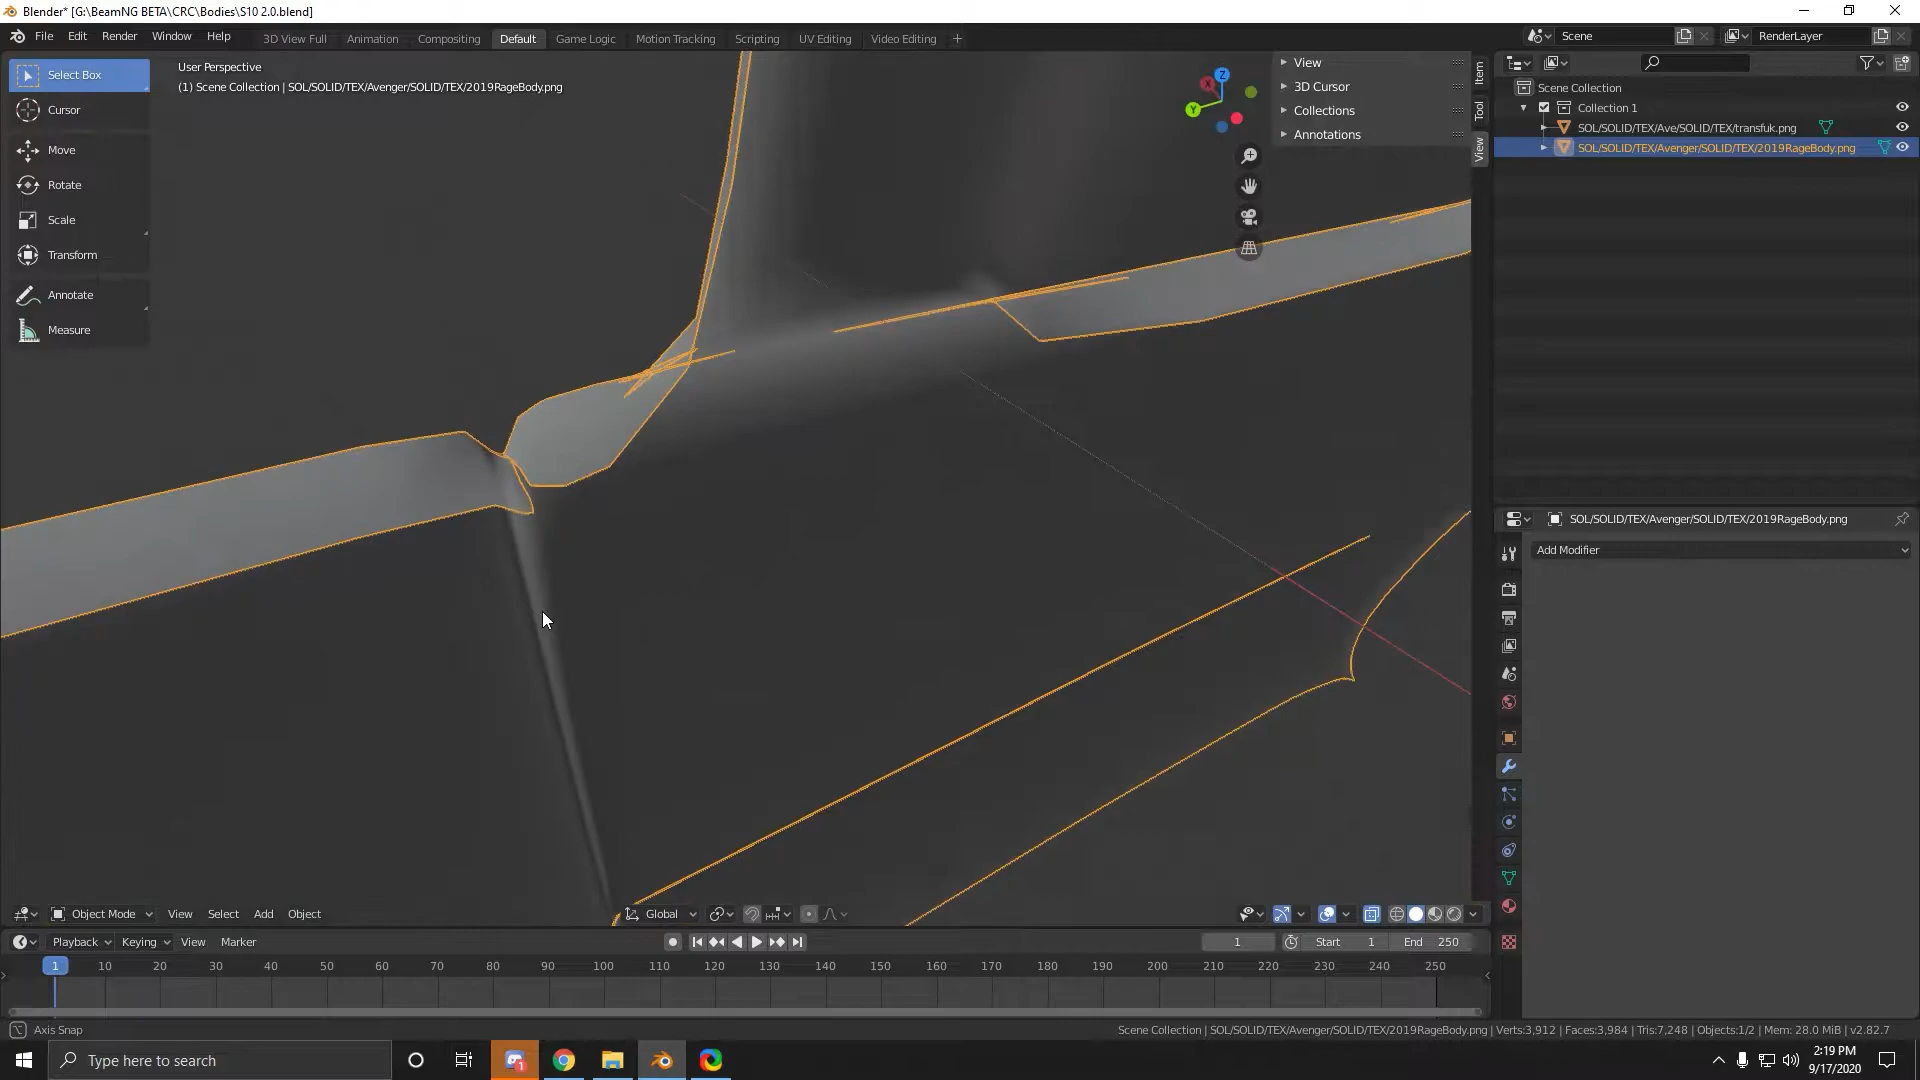 Blender* [G:\BeamNG BETA\CRC\Bodies\S10 2.0.blend]
File Edit Render Window Help
3D View Full Animation Compositing Default Game Logic Motion Tracking Scripting UV Editing Video Editing +
Scene
RenderLayer
Select Box
Cursor
Move
Rotate
Scale
Transform
Annotate
Measure
User Perspective
(1) Scene Collection | SOL/SOLID/TEX/Avenger/SOLID/TEX/2019RageBody.png
Z
X
Y
View
3D Cursor
Collections
Annotations
Item
Tool
View
Scene Collection
Collection 1
SOL/SOLID/TEX/Ave/SOLID/TEX/transfuk.png
SOL/SOLID/TEX/Avenger/SOLID/TEX/2019RageBody.png
SOL/SOLID/TEX/Avenger/SOLID/TEX/2019RageBody.png
Add Modifier
Object Mode View Select Add Object
Global
Playback Keying View Marker
1 Start 1 End 250
1 10 20 30 40 50 60 70 80 90 100 110 120 130 140 150 160 170 180 190 200 210 220 230 240 250
Axis Snap
Scene Collection | SOL/SOLID/TEX/Avenger/SOLID/TEX/2019RageBody.png | Verts:3,912 | Faces:3,984 | Tris:7,248 | Objects:1/2 | Mem: 28.0 MiB | v2.82.7
Type here to search
1
2:19 PM
9/17/2020